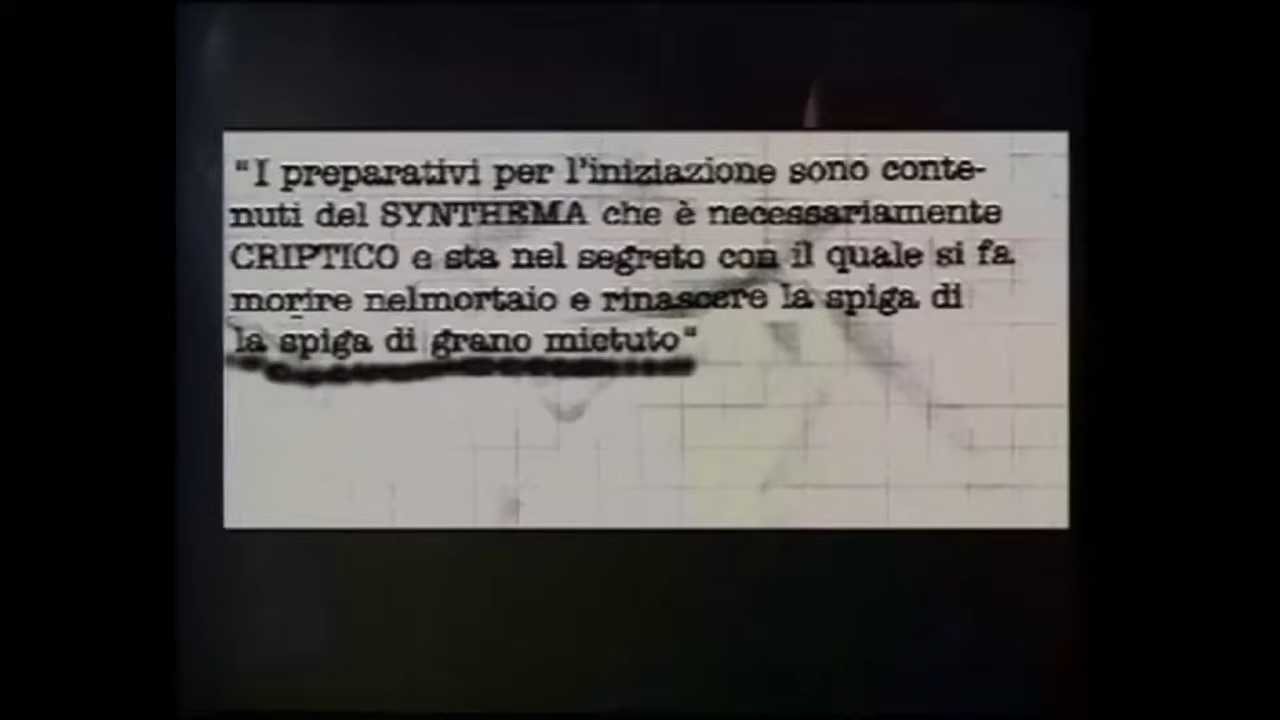 "I preparativi per l'iniziazione sono conte-
nuti del SYNTHEMA che è necessariamente
CRIPTICO e sta nel segreto con il quale si fa
morire nelmortaio e rinascere la spiga di
la spiga di grano mietuto"